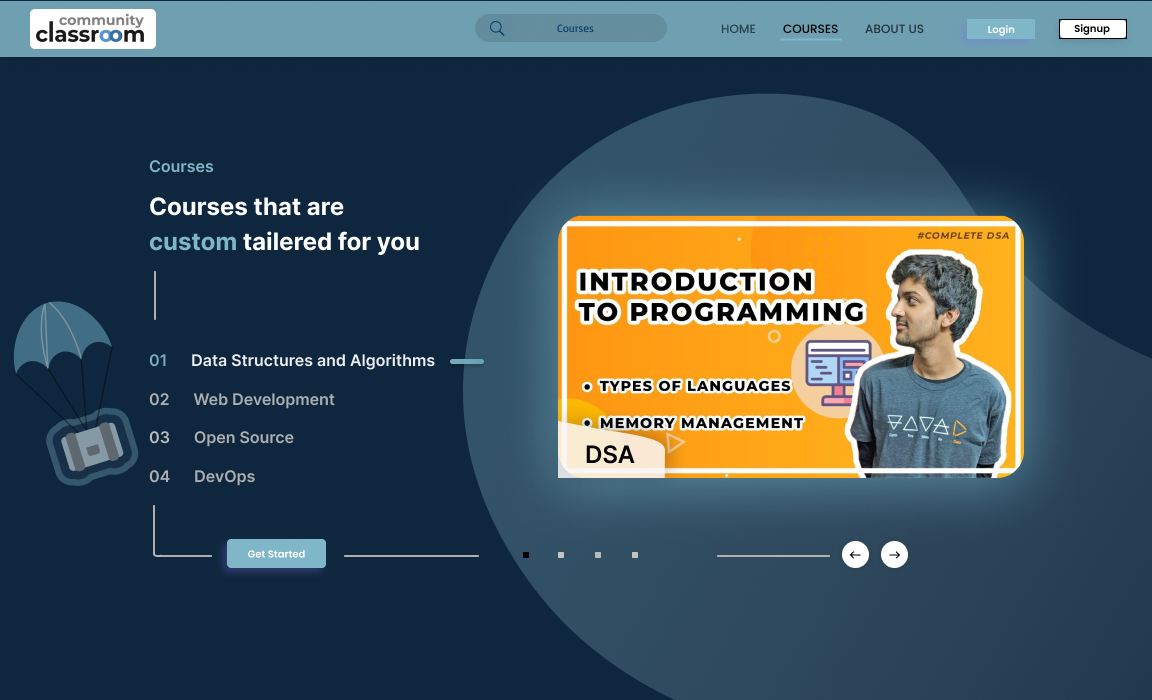 community
classroom
Courses
HOME
COURSES
ABOUT US
Login
Signup
Courses
Courses that are
custom tailered for you
01 Data Structures and Algorithms
02 Web Development
03 Open Source
04 DevOps
Get Started
#COMPLETE DSA
INTRODUCTION
TO PROGRAMMING
• TYPES OF LANGUAGES
• MEMORY MANAGEMENT
DSA